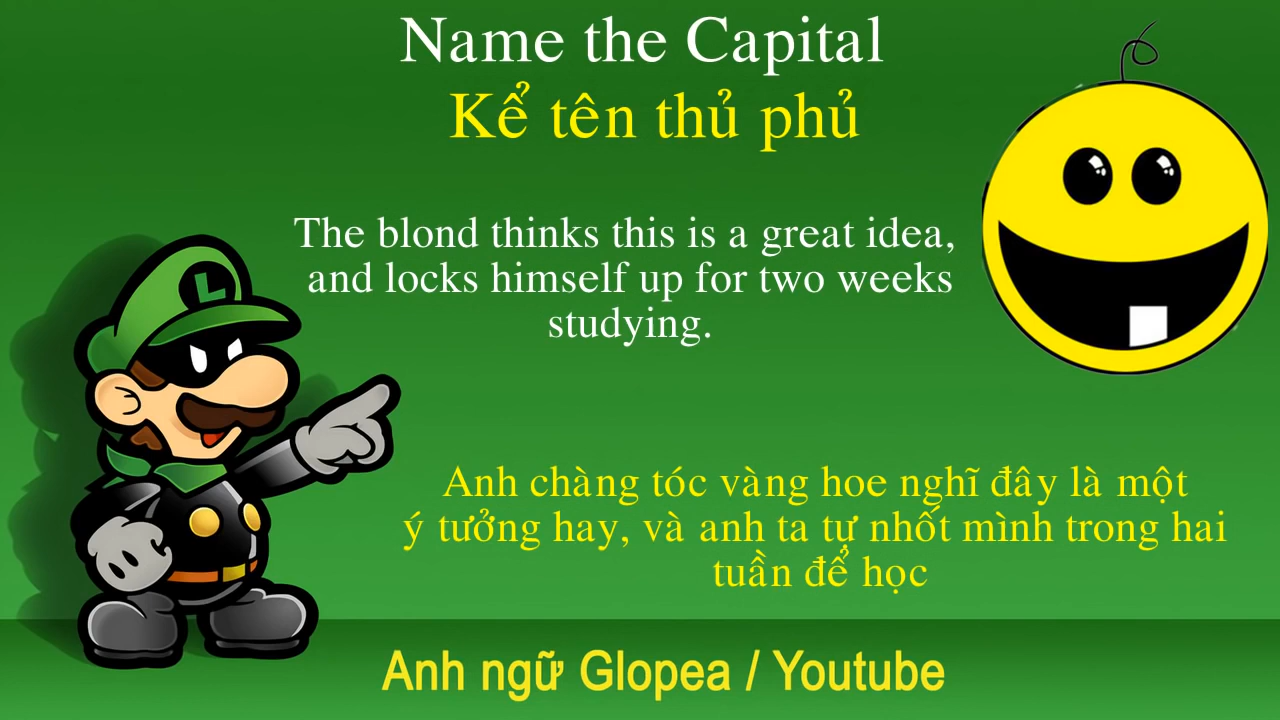 Name the Capital
Kể tên thủ phủ
The blond thinks this is a great idea,
and locks himself up for two weeks
studying.
L
Anh chàng tóc vàng hoe nghĩ đây là một
ý tưởng hay, và anh ta tự nhốt mình trong hai
tuần để học
Anh ngữ Glopea / Youtube